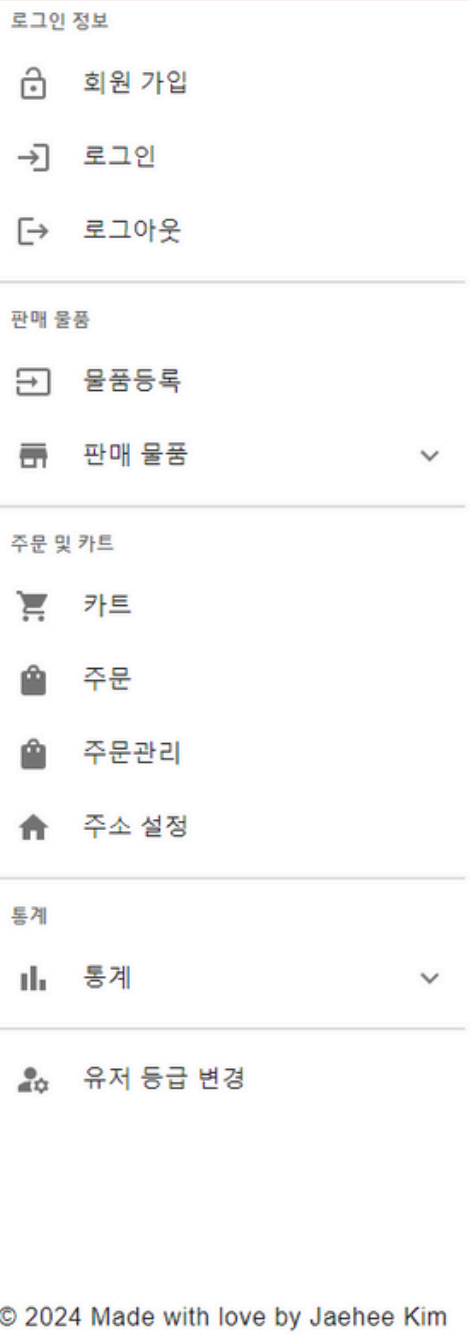 로그인 정보
회원 가입
로그인
로그아웃
판매 물품
물품등록
판매 물품
주문 및 카트
카트
주문
주문관리
주소 설정
통계
통계
유저 등급 변경
© 2024 Made with love by Jaehee Kim